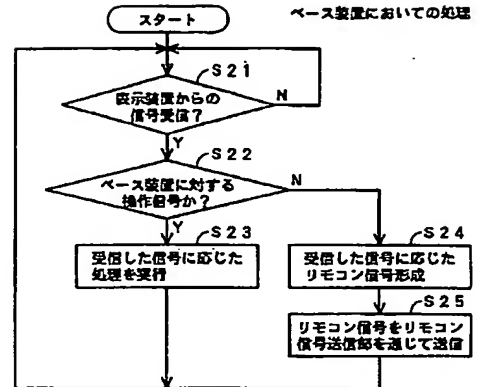 ベース装置においての処理
スタート
S21
表示装置からの
信号受信？
N
Y
S22
ベース装置に対する
操作信号か？
N
Y
S23
受信した信号に応じた
処理を実行
S24
受信した信号に応じた
リモコン信号形成
S25
リモコン信号をリモコン
信号送信部を通じて送信